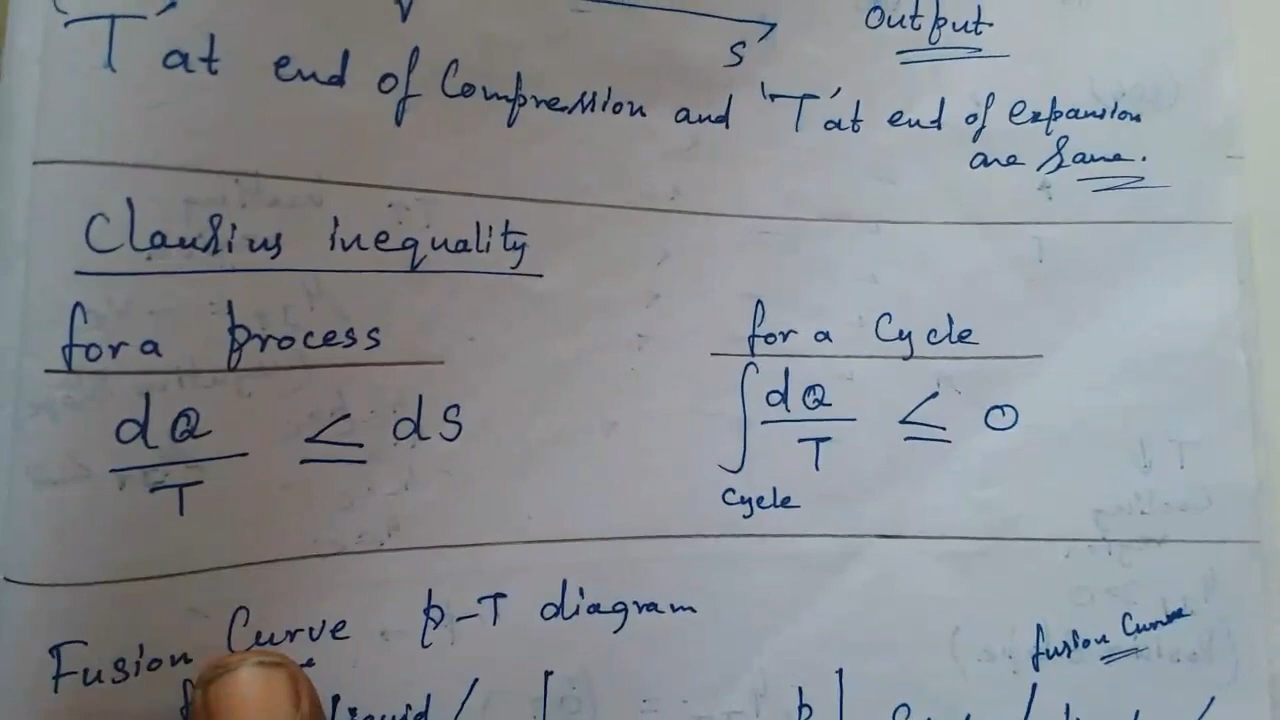 Output
S
'T' at end of Compression and 'T' at end of expansion
are Same.
Clausius inequality
for a process
dQ/T ≤ dS
for a Cycle
∫ dQ/T ≤ 0
Cycle
Fusion Curve p-T diagram
fusion Curve
liquid
p